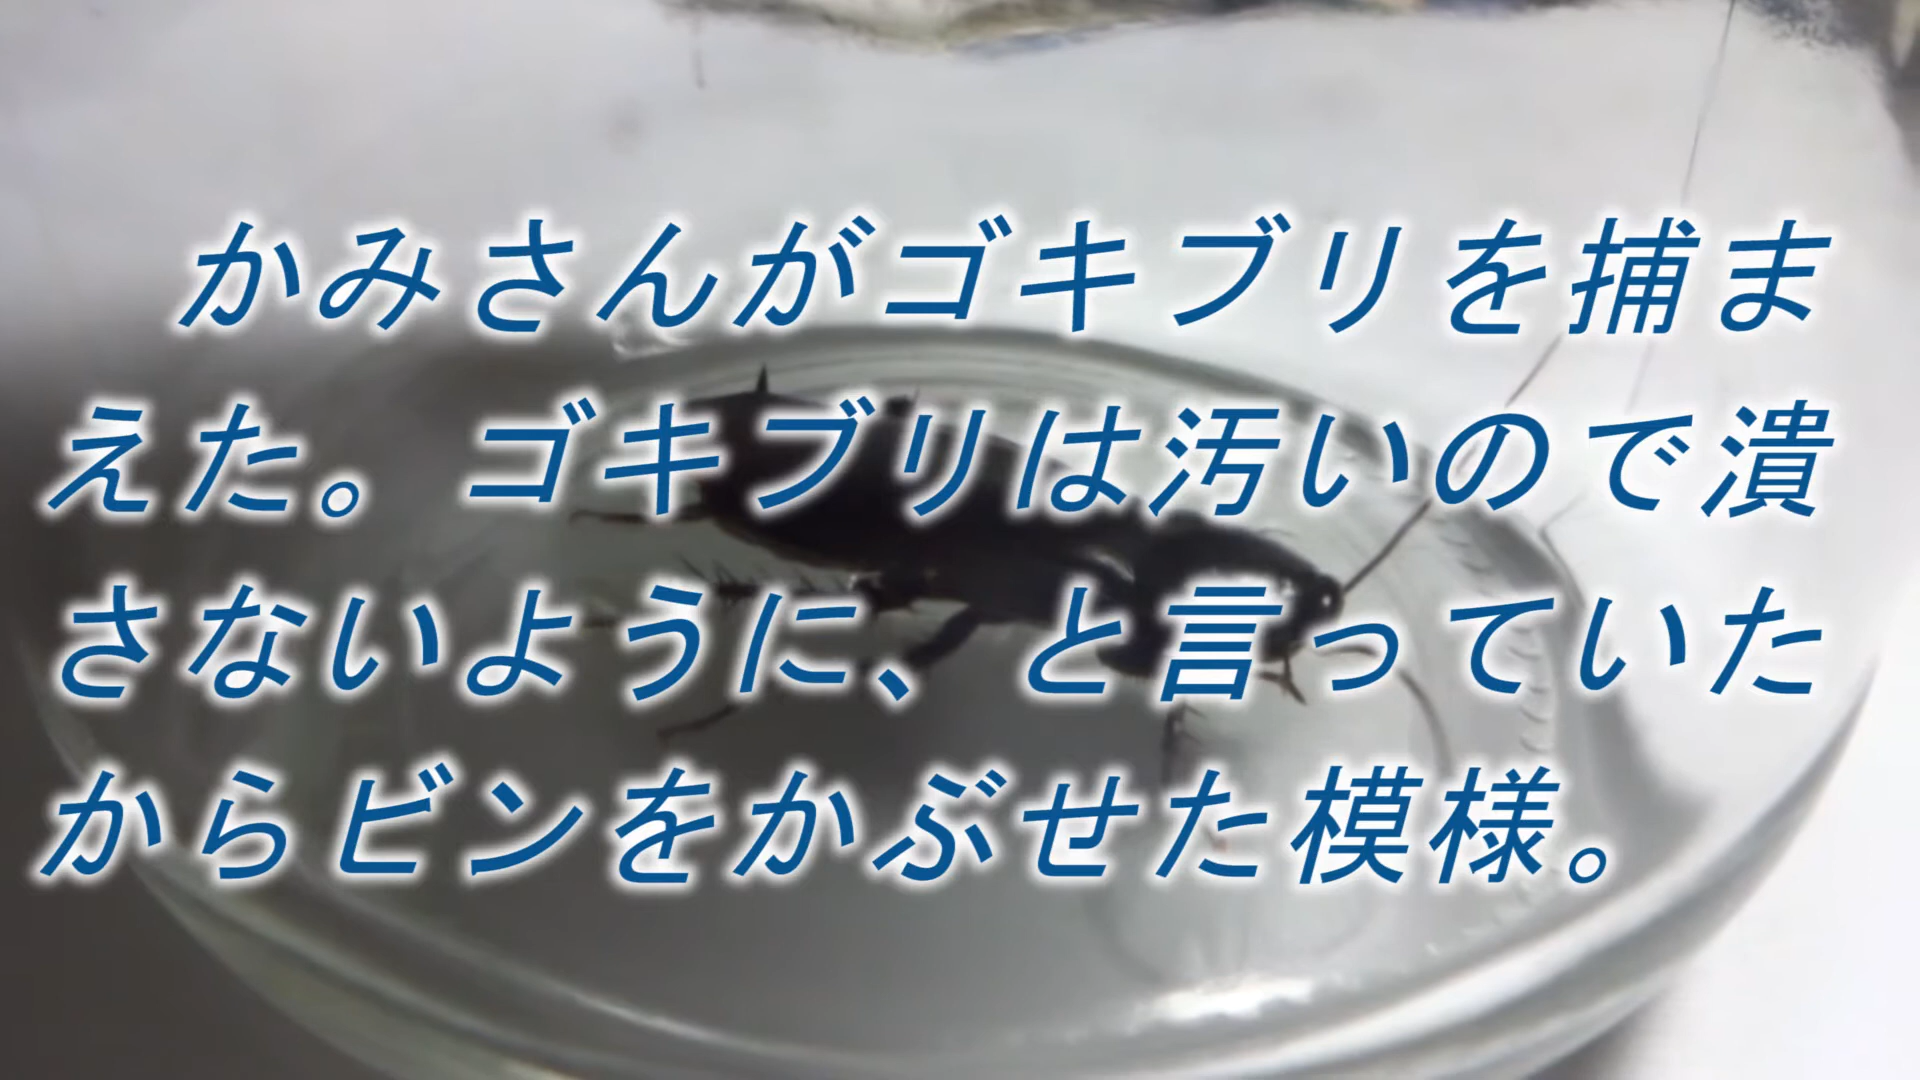 かみさんがゴキブリを捕ま
えた。ゴキブリは汚いので潰
さないように、と言っていた
からビンをかぶせた模様。